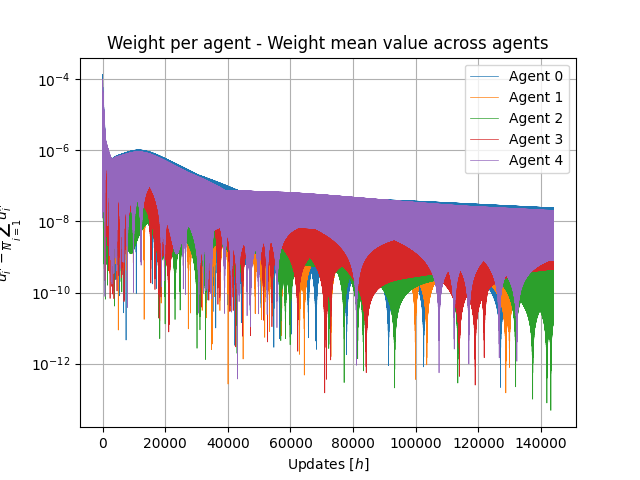 Weight per agent - Weight mean value across agents
Agent 0
Agent 1
Agent 2
Agent 3
Agent 4
10⁻⁴
10⁻⁶
10⁻⁸
10⁻¹⁰
10⁻¹²
0 20000 40000 60000 80000 100000 120000 140000
Updates [h]